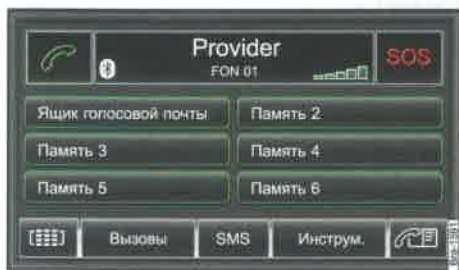 Provider
FON 01
SOS
Ящик голосовой почты
Память 2
Память 3
Память 4
Память 5
Память 6
Вызовы
SMS
Инструм.